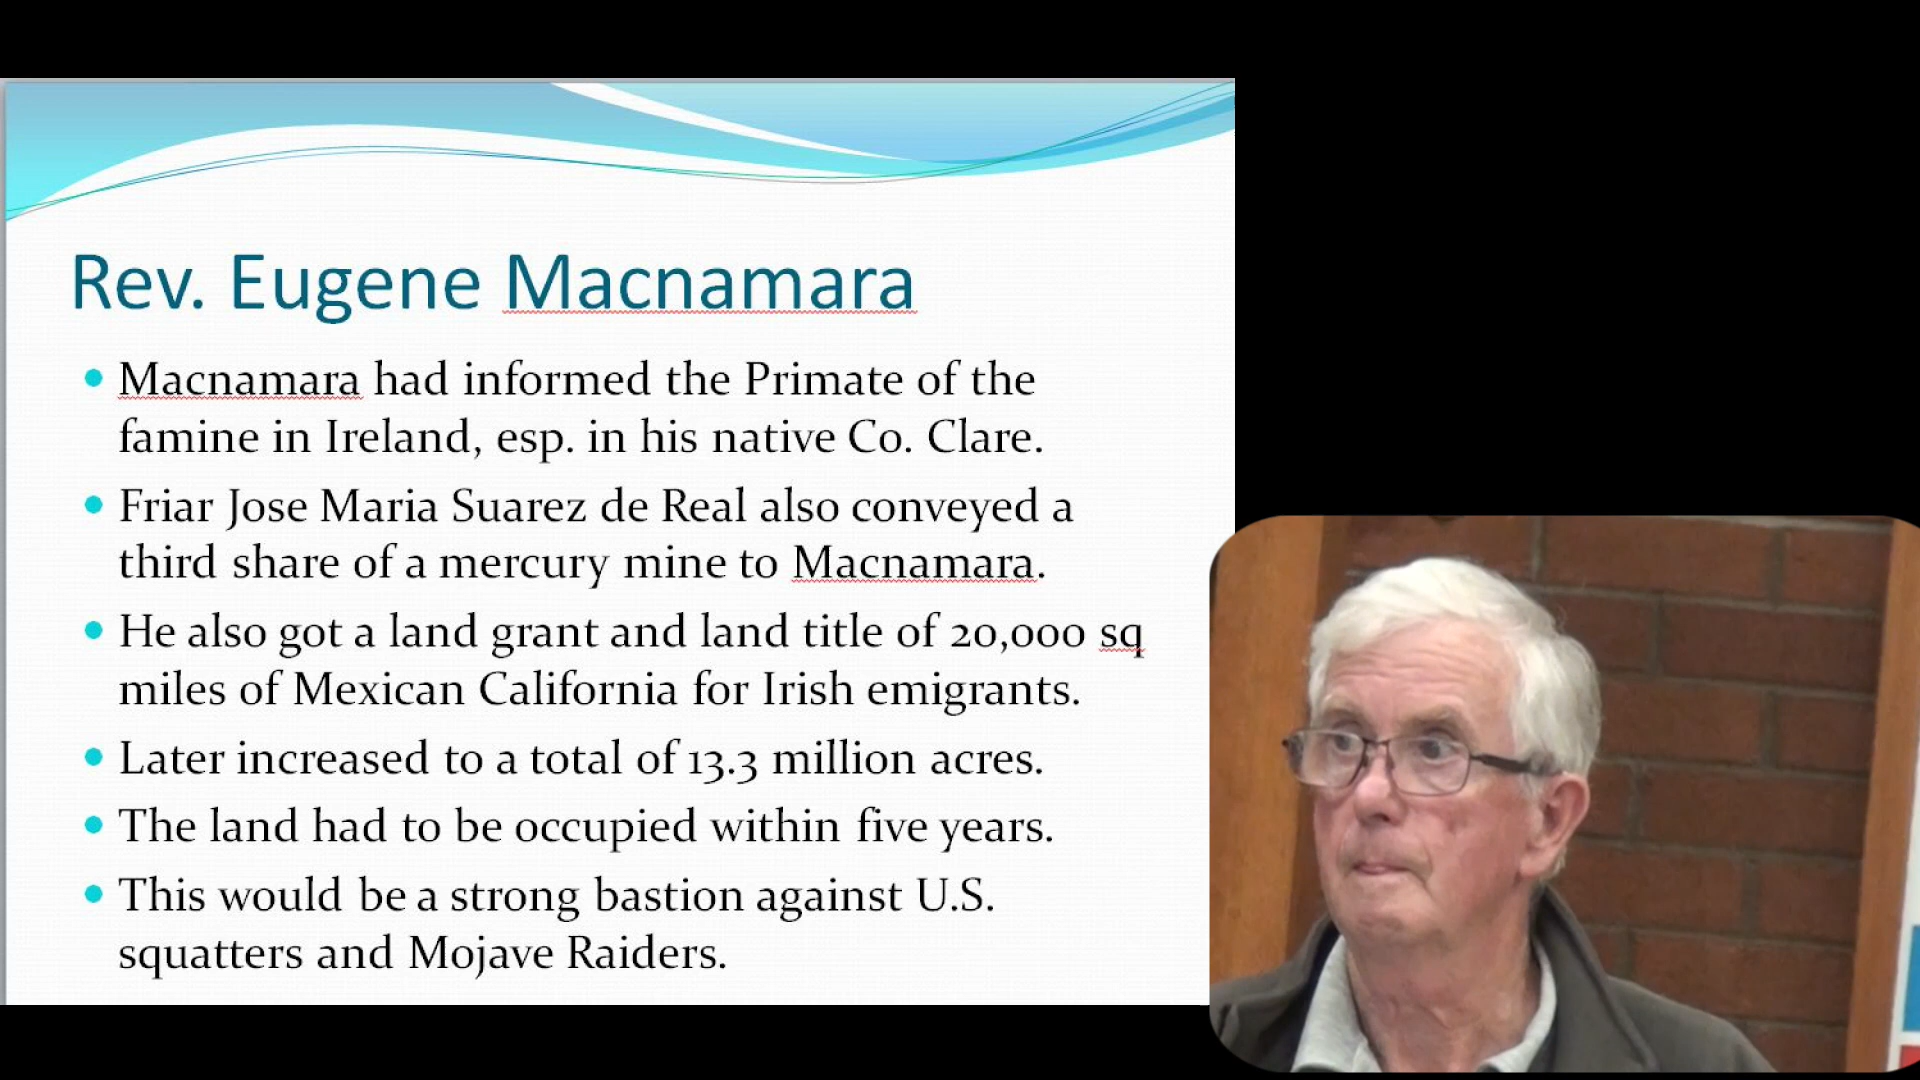 Rev. Eugene Macnamara
• Macnamara had informed the Primate of the
famine in Ireland, esp. in his native Co. Clare.
• Friar Jose Maria Suarez de Real also conveyed a
third share of a mercury mine to Macnamara.
• He also got a land grant and land title of 20,000 sq
miles of Mexican California for Irish emigrants.
• Later increased to a total of 13.3 million acres.
• The land had to be occupied within five years.
• This would be a strong bastion against U.S.
squatters and Mojave Raiders.